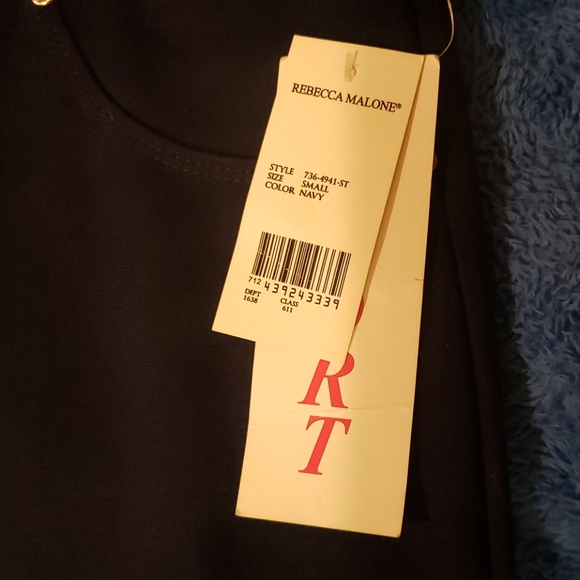 REBECCA MALONE®
STYLE 736-4941-ST
SIZE SMALL
COLOR NAVY
712 439243339
DEPT CLASS
1638 611
R
T